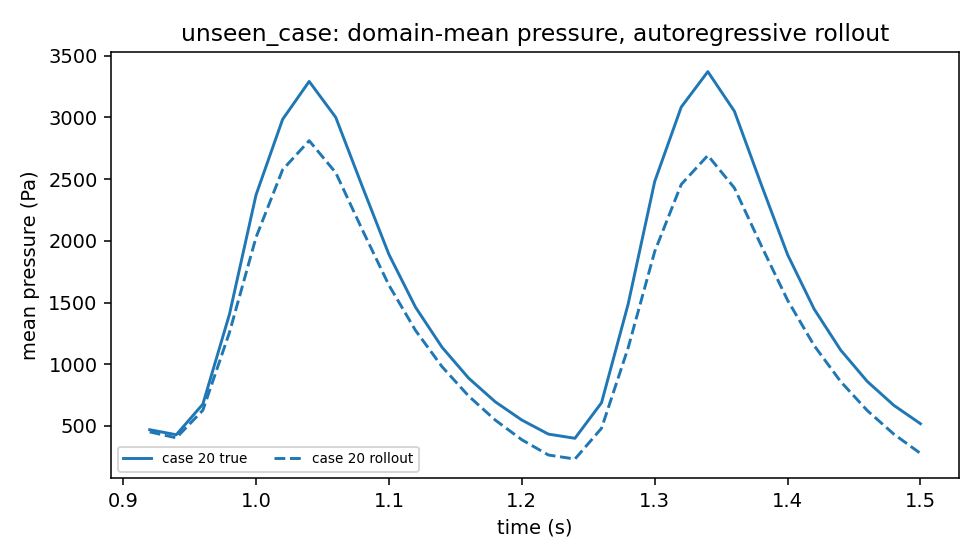 unseen_case: domain-mean pressure, autoregressive rollout
mean pressure (Pa)
3500
3000
2500
2000
1500
1000
500
case 20 true case 20 rollout
0.9 1.0 1.1 1.2 1.3 1.4 1.5
time (s)